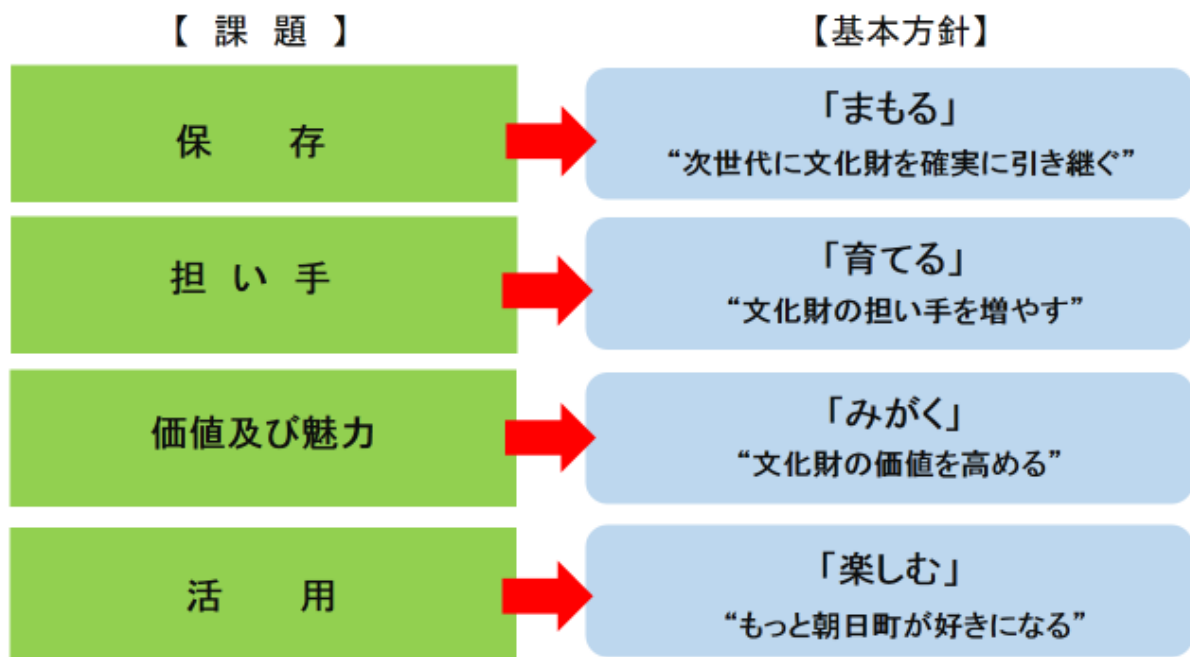 【 課 題 】
【基本方針】
保 存
「まもる」
“次世代に文化財を確実に引き継ぐ”
担 い 手
「育てる」
“文化財の担い手を増やす”
価値及び魅力
「みがく」
“文化財の価値を高める”
活 用
「楽しむ」
“もっと朝日町が好きになる”